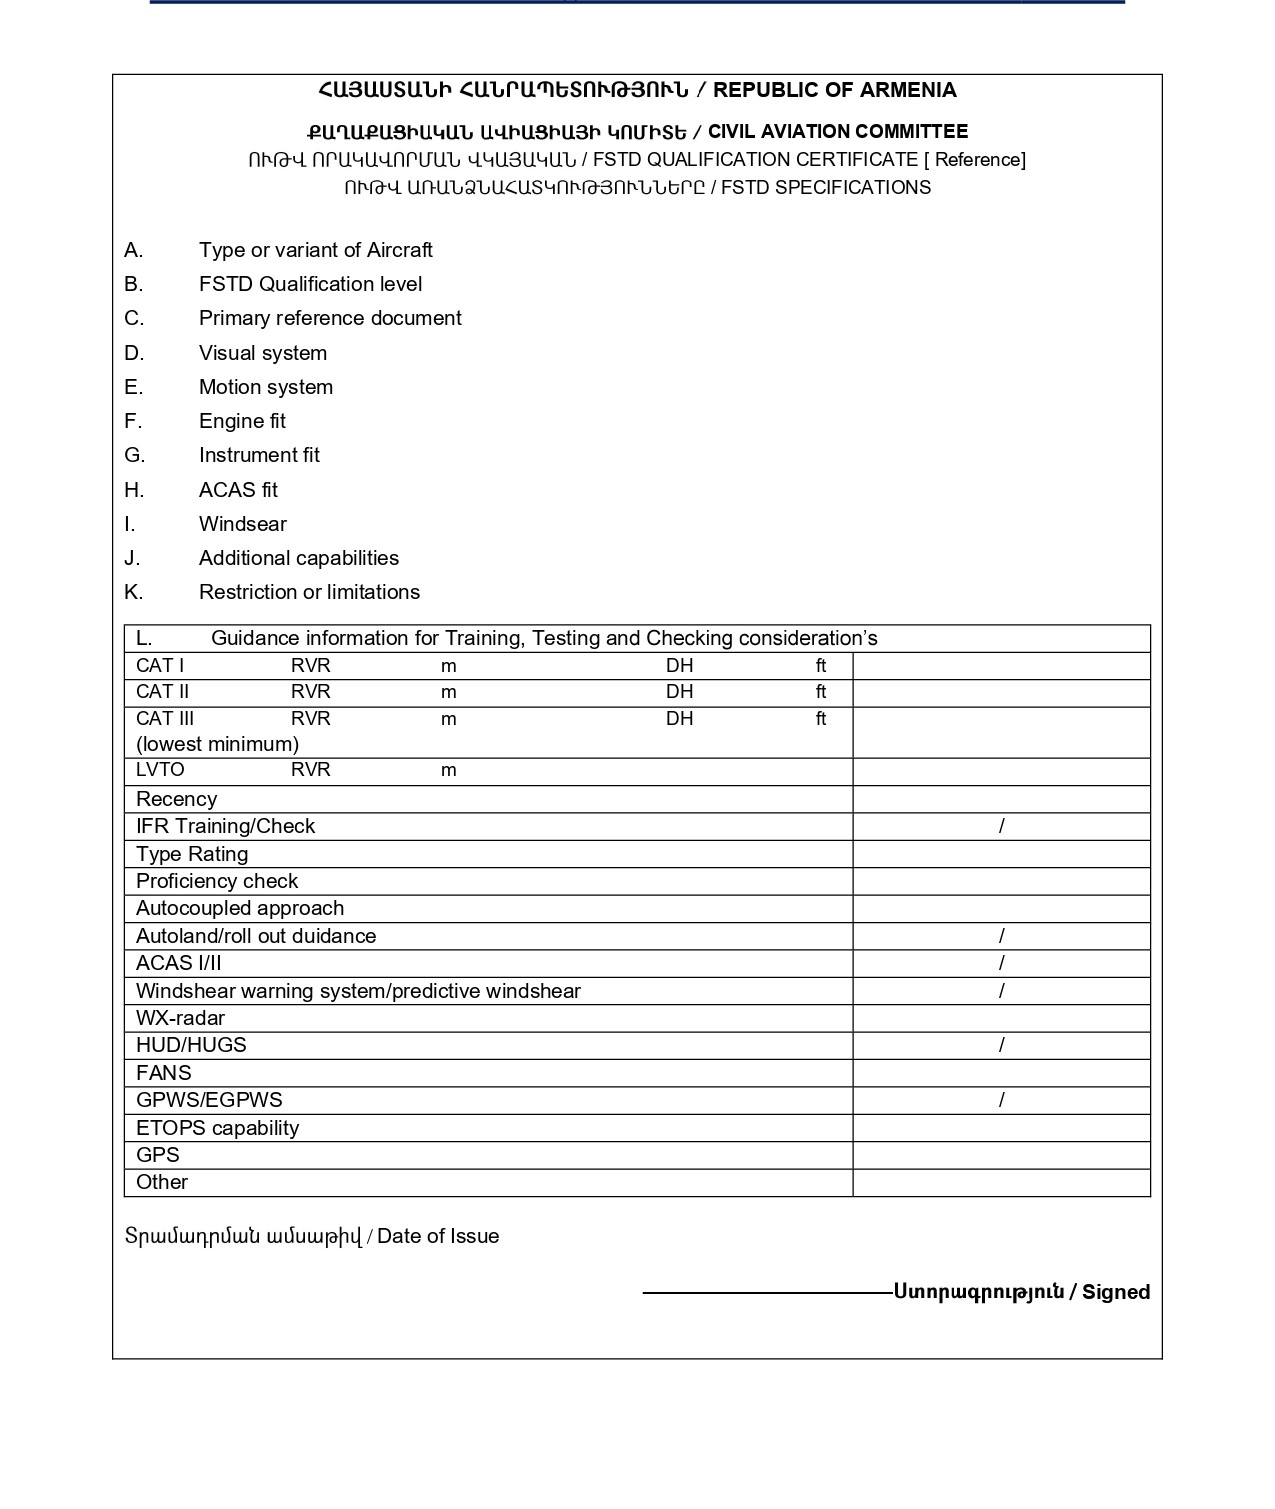 ՀԱՅԱՍՏԱՆԻ ՀԱՆՐԱՊԵՏՈՒԹՅՈՒՆ / REPUBLIC OF ARMENIA
ՔԱՂԱՔԱՑԻԱԿԱՆ ԱՎԻԱՑԻԱՅԻ ԿՈՄԻՏԵ / CIVIL AVIATION COMMITTEE
ՈՒԹՎ ՈՐԱԿԱՎՈՐՄԱՆ ՎԿԱՅԱԿԱՆ / FSTD QUALIFICATION CERTIFICATE [ Reference]
ՈՒԹՎ ԱՌԱՆՁՆԱՀԱՏԿՈՒԹՅՈՒՆՆԵՐԸ / FSTD SPECIFICATIONS
A. Type or variant of Aircraft
B. FSTD Qualification level
C. Primary reference document
D. Visual system
E. Motion system
F. Engine fit
G. Instrument fit
H. ACAS fit
I. Windsear
J. Additional capabilities
K. Restriction or limitations
L. Guidance information for Training, Testing and Checking consideration’s
CAT I RVR m DH ft
CAT II RVR m DH ft
CAT III RVR m DH ft
(lowest minimum)
LVTO RVR m
Recency
IFR Training/Check /
Type Rating
Proficiency check
Autocoupled approach
Autoland/roll out duidance /
ACAS I/II /
Windshear warning system/predictive windshear /
WX-radar
HUD/HUGS /
FANS
GPWS/EGPWS /
ETOPS capability
GPS
Other
Տրամադրման ամսաթիվ / Date of Issue
Ստորագրություն / Signed